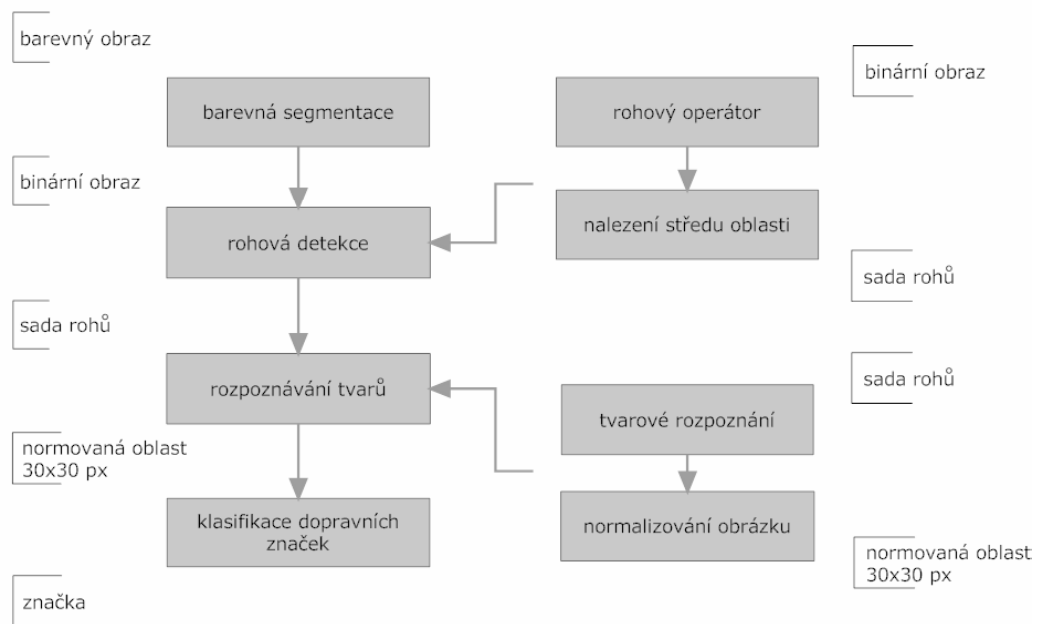 barevný obraz
barevná segmentace
binární obraz
rohová detekce
sada rohů
rozpoznávání tvarů
normovaná oblast
30x30 px
klasifikace dopravních
značek
značka
binární obraz
rohový operátor
nalezení středu oblasti
sada rohů
sada rohů
tvarové rozpoznání
normalizování obrázku
normovaná oblast
30x30 px